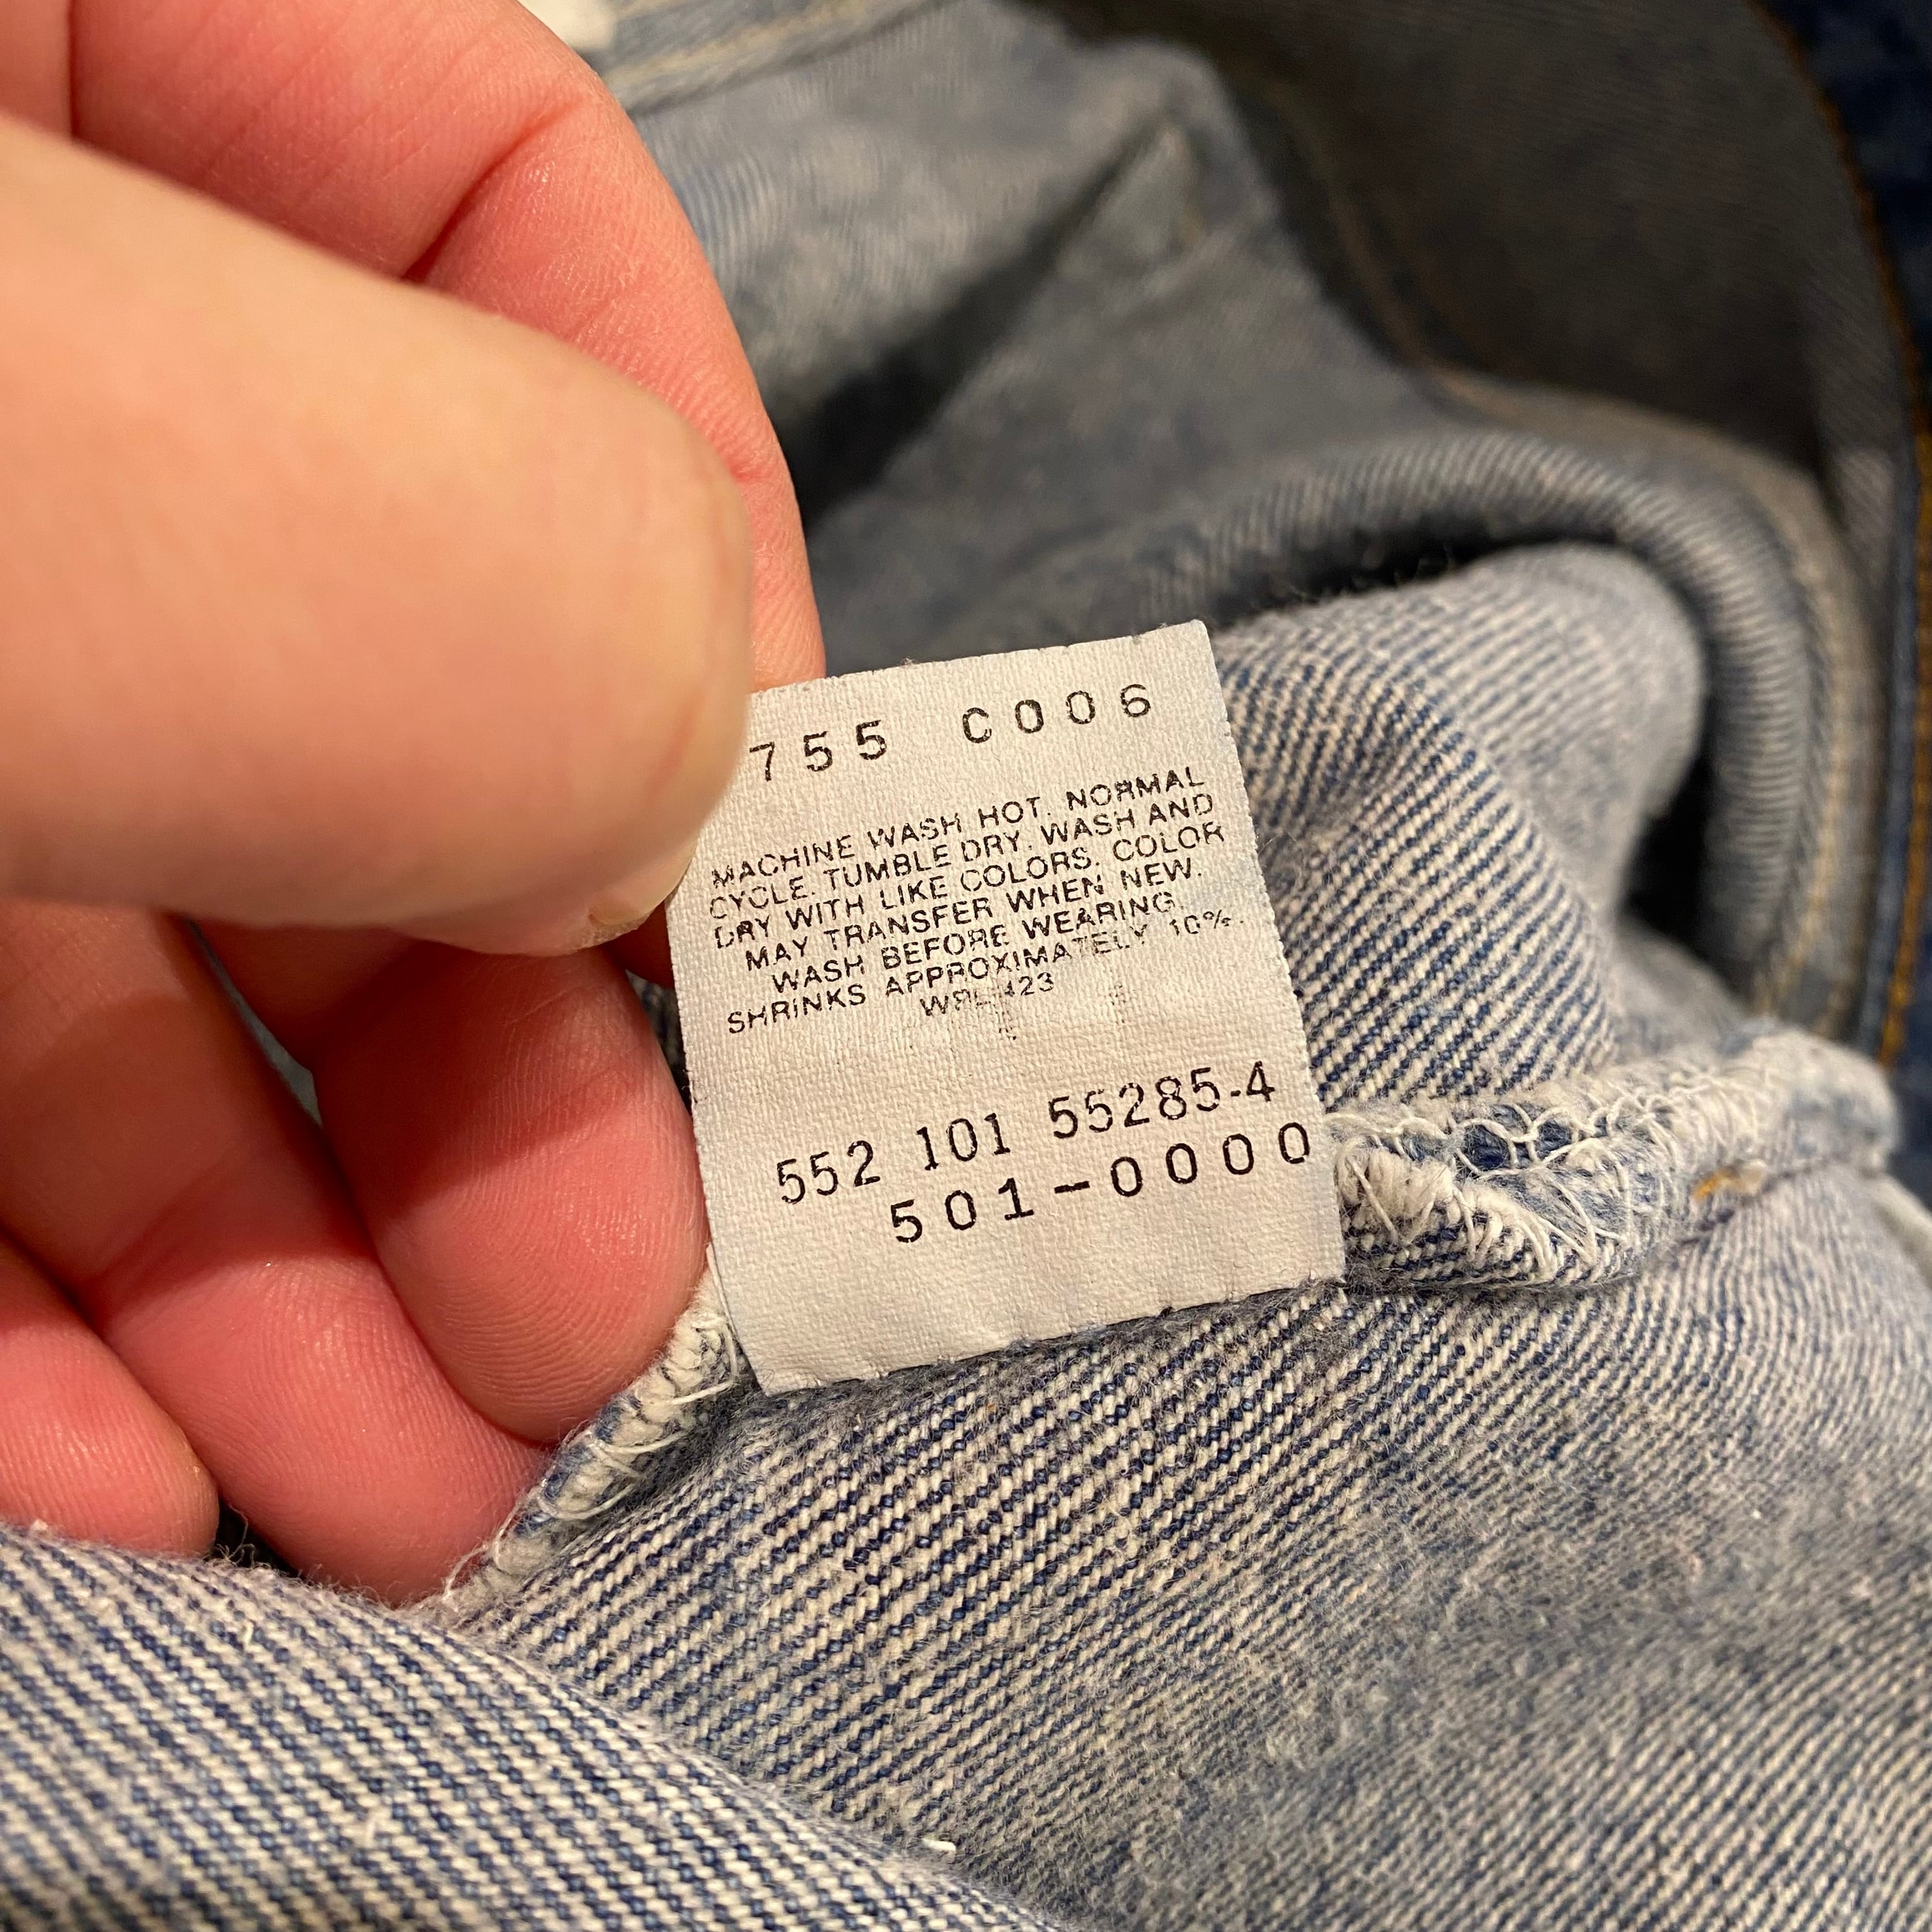 755 C006
MACHINE WASH HOT. NORMAL
CYCLE. TUMBLE DRY. WASH AND
DRY WITH LIKE COLORS. COLOR
MAY TRANSFER WHEN NEW.
WASH BEFORE WEARING.
SHRINKS APPROXIMATELY 10%.
552 101 55285-4
501-0000